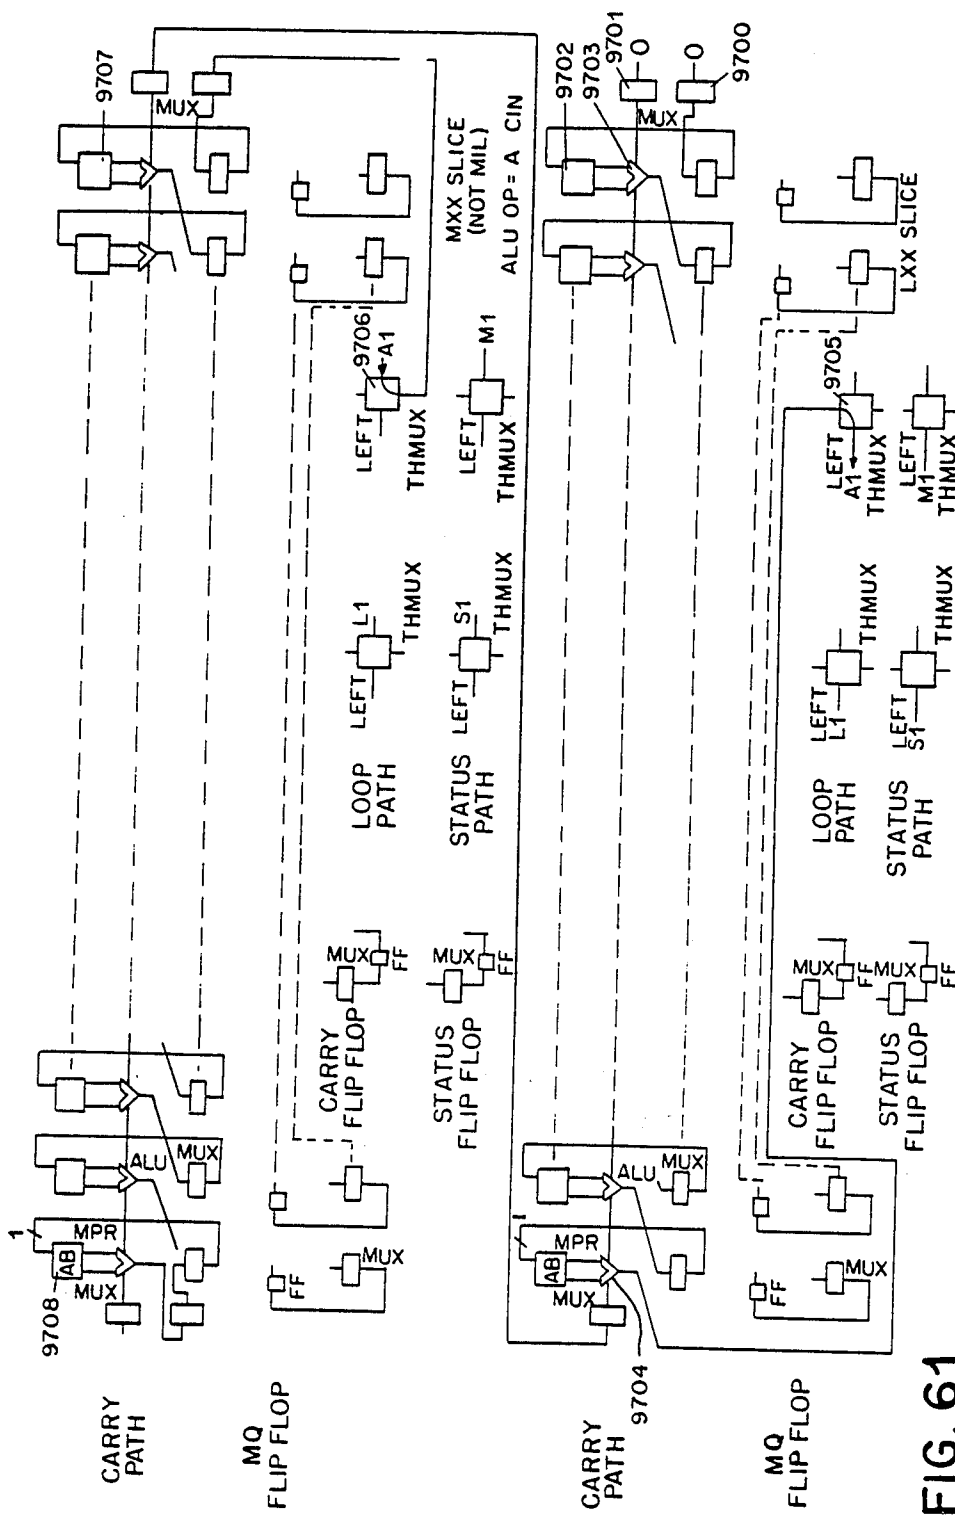 9707
MUX
1
MPR
AB
9708
MUX
ALU
MUX
CARRY
PATH
MQ
FLIP FLOP
FF
MUX
CARRY
FLIP FLOP
MUX
FF
STATUS
FLIP FLOP
MUX
FF
LOOP
PATH
LEFT
L1
THMUX
STATUS
PATH
LEFT
S1
THMUX
9706
LEFT
A1
THMUX
LEFT
M1
THMUX
MXX SLICE
(NOT MIL)
ALU OP = A CIN
9702
9703
9701
0
MUX
0
9700
1
MPR
AB
MUX
ALU
MUX
9704
CARRY
PATH
MQ
FLIP FLOP
FF
MUX
CARRY
FLIP FLOP
MUX
FF
STATUS
FLIP FLOP
MUX
FF
LOOP
PATH
LEFT
L1
THMUX
STATUS
PATH
LEFT
S1
THMUX
9705
LEFT
A1
THMUX
LEFT
M1
THMUX
LXX SLICE
FIG. 61